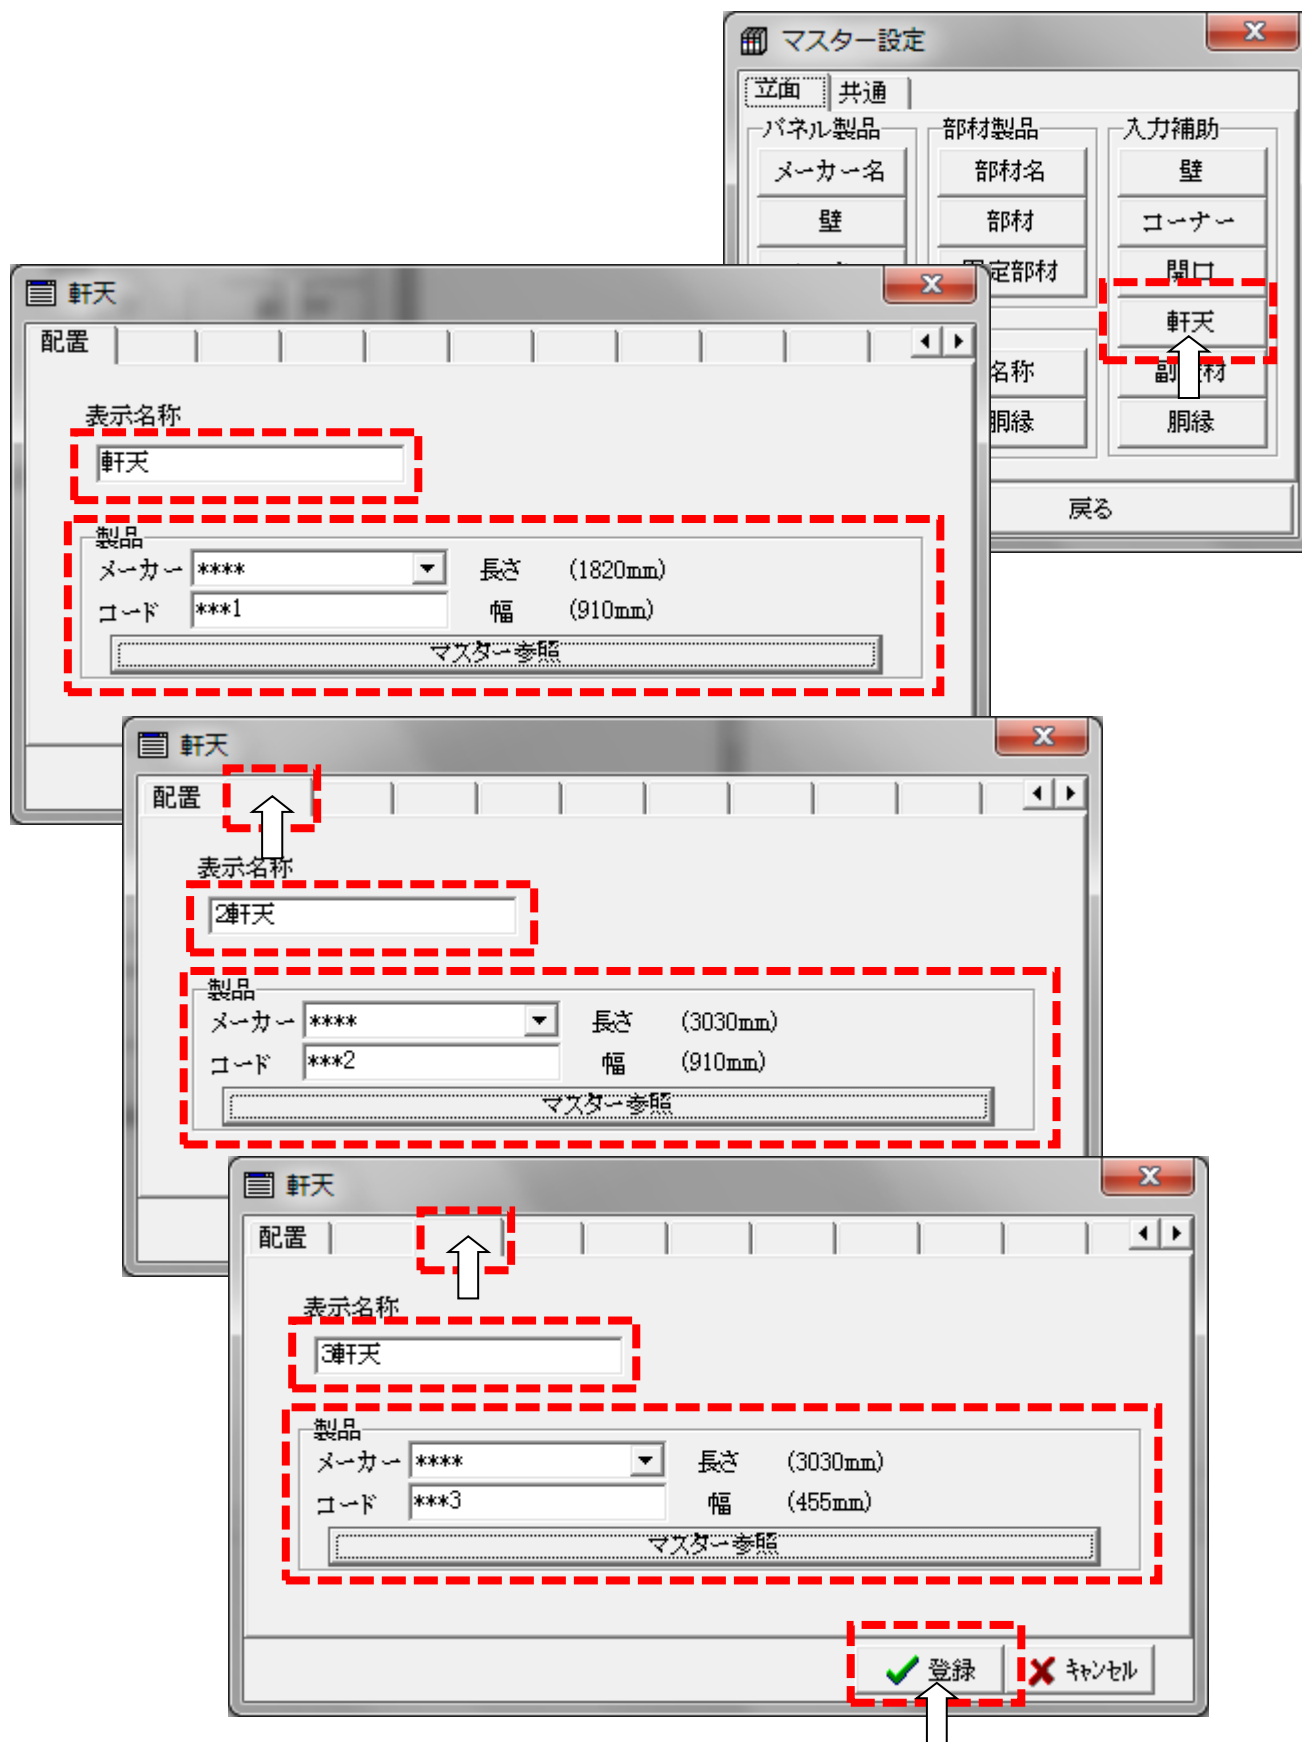 マスター設定
立面 共通
パネル製品 部材製品 入力補助
メーカー名 部材名 壁
壁 部材 コーナー
定部材 開口
軒天
名称
胴縁 胴縁
戻る
軒天
配置
表示名称
軒天
製品
メーカー **** 長さ (1820mm)
コード ***1 幅 (910mm)
マスター参照
軒天
配置
表示名称
2軒天
製品
メーカー **** 長さ (3030mm)
コード ***2 幅 (910mm)
マスター参照
軒天
配置
表示名称
3軒天
製品
メーカー **** 長さ (3030mm)
コード ***3 幅 (455mm)
マスター参照
登録 キャンセル